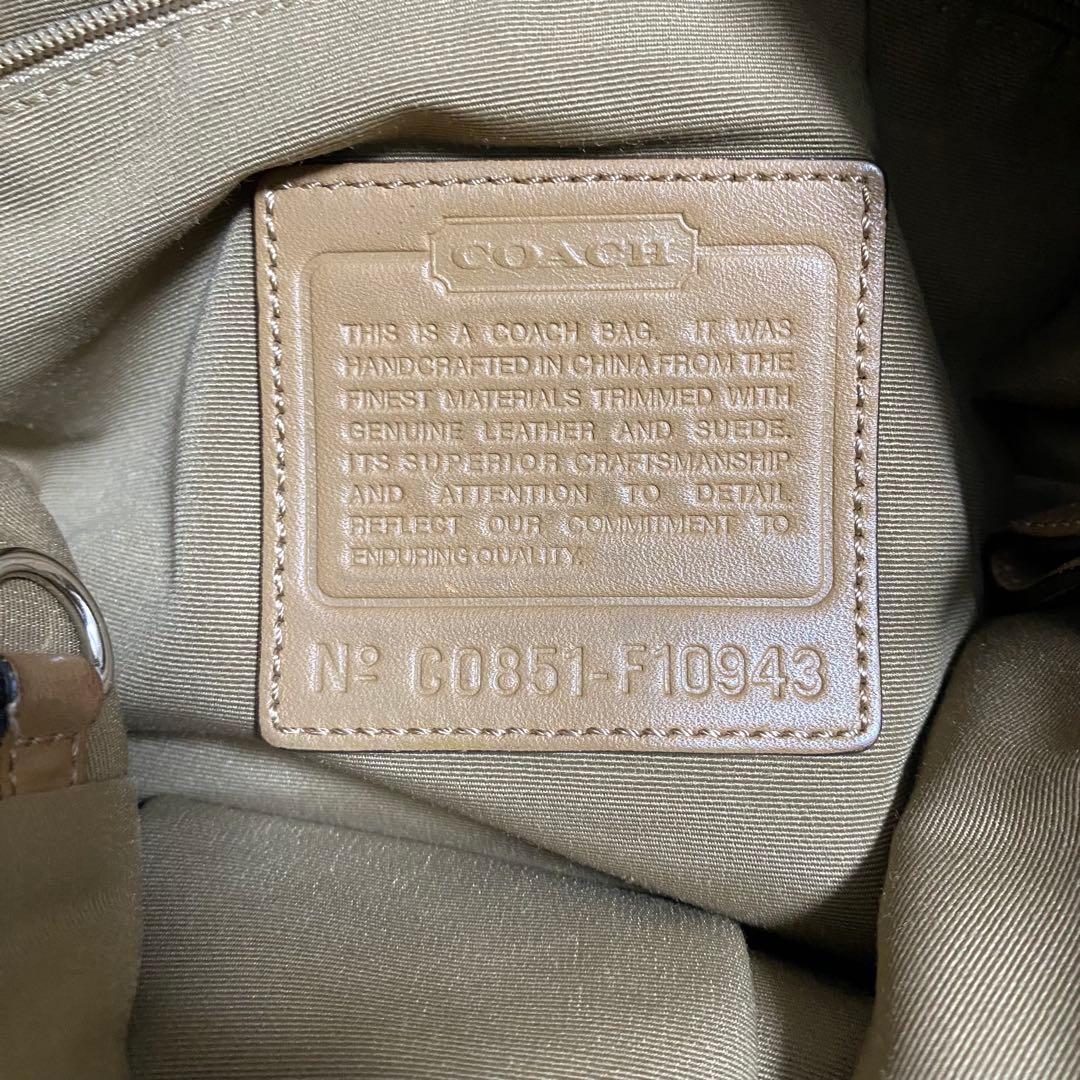 COACH
THIS IS A COACH BAG. IT WAS
HANDCRAFTED IN CHINA FROM THE
FINEST MATERIALS TRIMMED WITH
GENUINE LEATHER AND SUEDE.
ITS SUPERIOR CRAFTSMANSHIP
AND ATTENTION TO DETAIL
REFLECT OUR COMMITMENT TO
ENDURING QUALITY.
Nº C0851-F10943